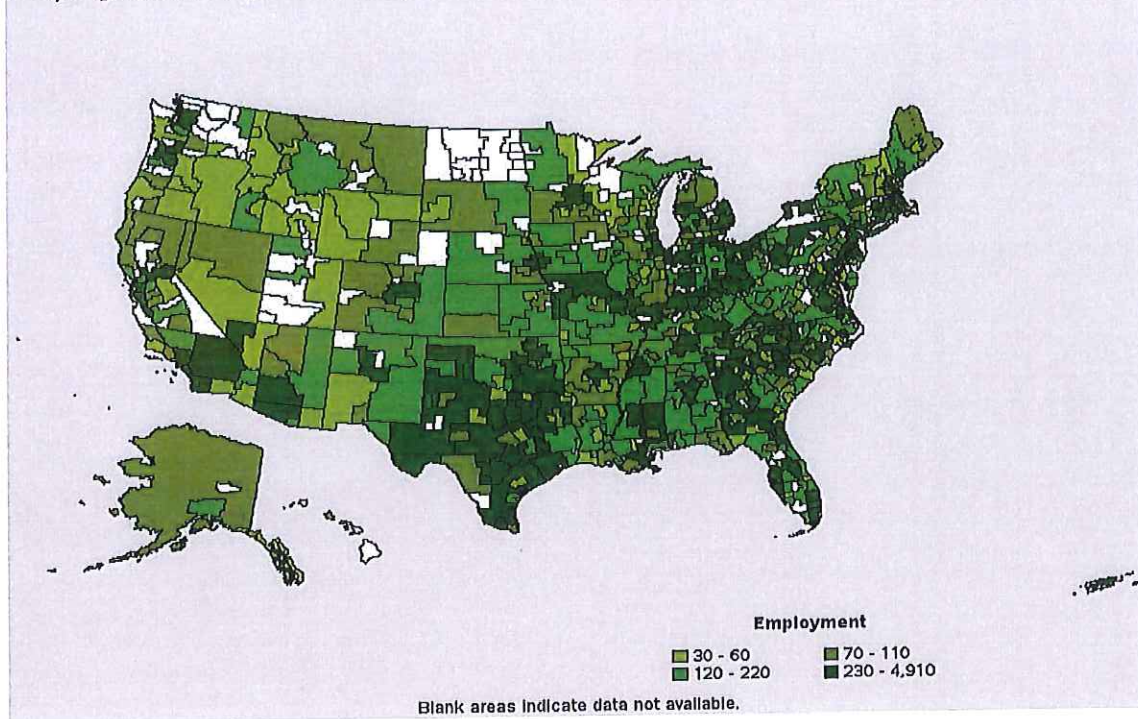 Employment
30 - 60
70 - 110
120 - 220
230 - 4,910
Blank areas indicate data not available.